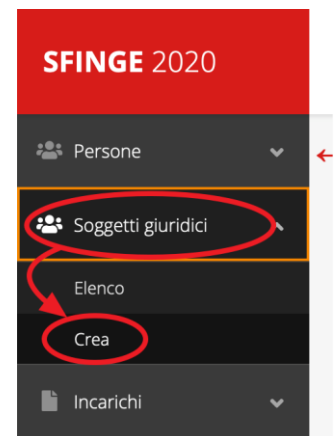 SFINGE 2020
Persone
Soggetti giuridici
Elenco
Crea
Incarichi